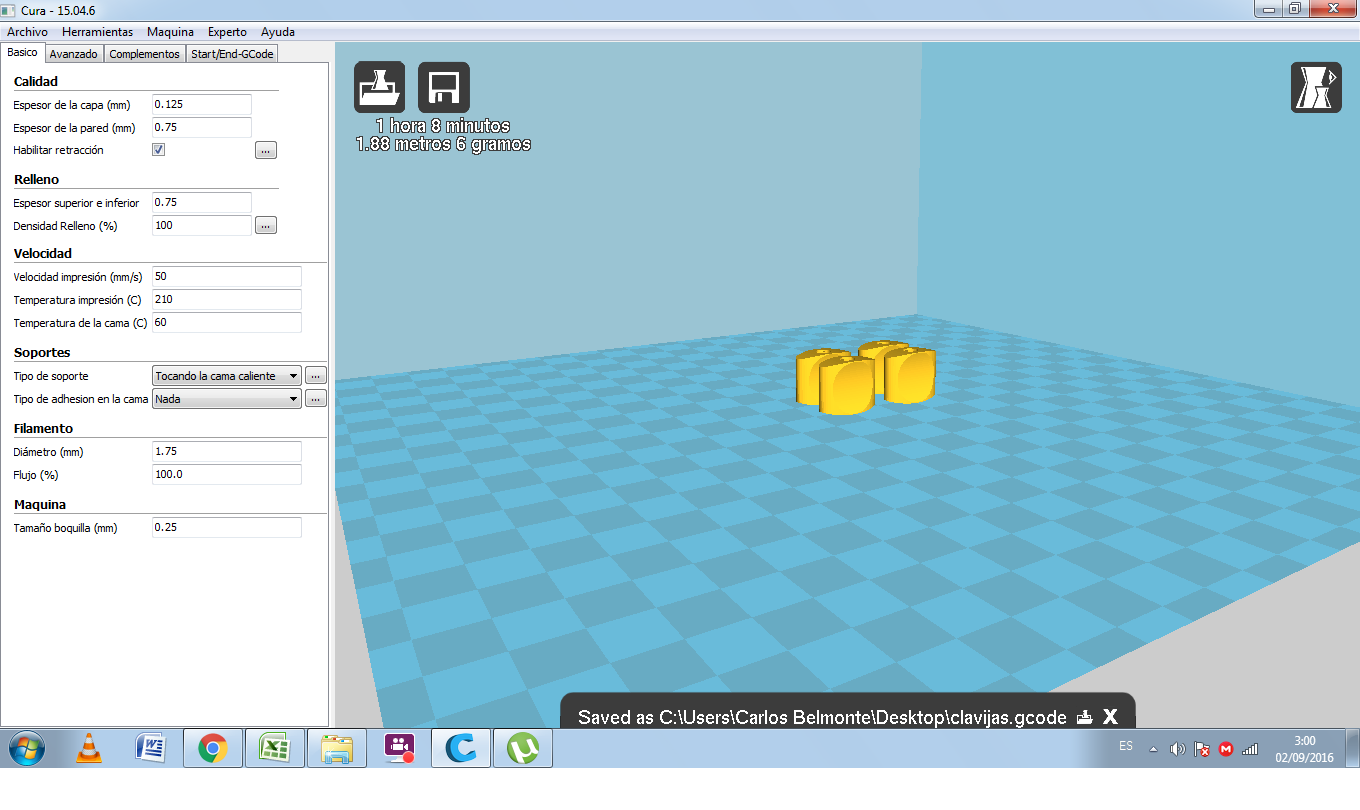 Cura - 15.04.6
Archivo Herramientas Maquina Experto Ayuda
Basico Avanzado Complementos Start/End-GCode
Calidad
Espesor de la capa (mm) 0.125
Espesor de la pared (mm) 0.75
Habilitar retracción ...
Relleno
Espesor superior e inferior 0.75
Densidad Relleno (%) 100 ...
Velocidad
Velocidad impresión (mm/s) 50
Temperatura impresión (C) 210
Temperatura de la cama (C) 60
Soportes
Tipo de soporte Tocando la cama caliente ...
Tipo de adhesion en la cama Nada ...
Filamento
Diámetro (mm) 1.75
Flujo (%) 100.0
Maquina
Tamaño boquilla (mm) 0.25
1 hora 8 minutos
1.88 metros 6 gramos
Saved as C:\Users\Carlos Belmonte\Desktop\clavijas.gcode X
ES
3:00
02/09/2016